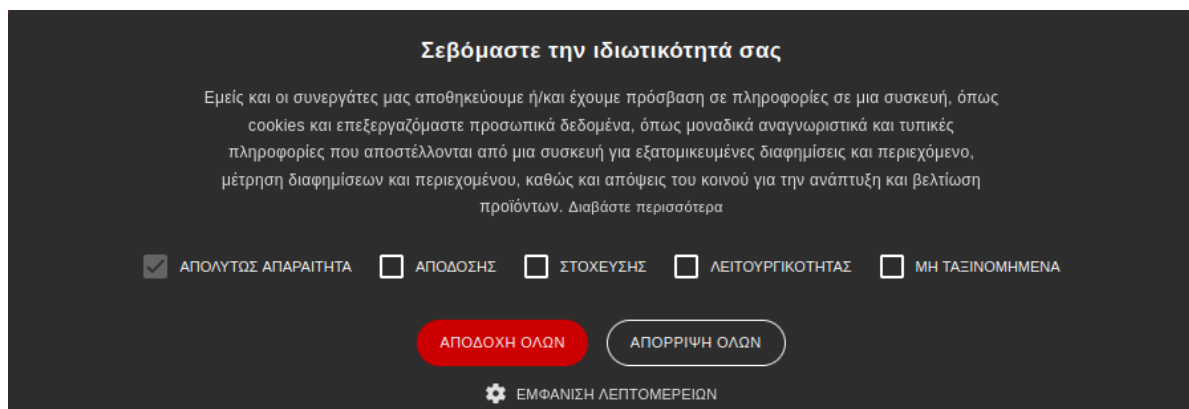 Σεβόμαστε την ιδιωτικότητά σας
Εμείς και οι συνεργάτες μας αποθηκεύουμε ή/και έχουμε πρόσβαση σε πληροφορίες σε μια συσκευή, όπως
cookies και επεξεργαζόμαστε προσωπικά δεδομένα, όπως μοναδικά αναγνωριστικά και τυπικές
πληροφορίες που αποστέλλονται από μια συσκευή για εξατομικευμένες διαφημίσεις και περιεχόμενο,
μέτρηση διαφημίσεων και περιεχομένου, καθώς και απόψεις του κοινού για την ανάπτυξη και βελτίωση
προϊόντων. Διαβάστε περισσότερα
ΑΠΟΛΥΤΩΣ ΑΠΑΡΑΙΤΗΤΑ ΑΠΟΔΟΣΗΣ ΣΤΟΧΕΥΣΗΣ ΛΕΙΤΟΥΡΓΙΚΟΤΗΤΑΣ ΜΗ ΤΑΞΙΝΟΜΗΜΕΝΑ
ΑΠΟΔΟΧΗ ΟΛΩΝ ΑΠΟΡΡΙΨΗ ΟΛΩΝ
ΕΜΦΑΝΙΣΗ ΛΕΠΤΟΜΕΡΕΙΩΝ